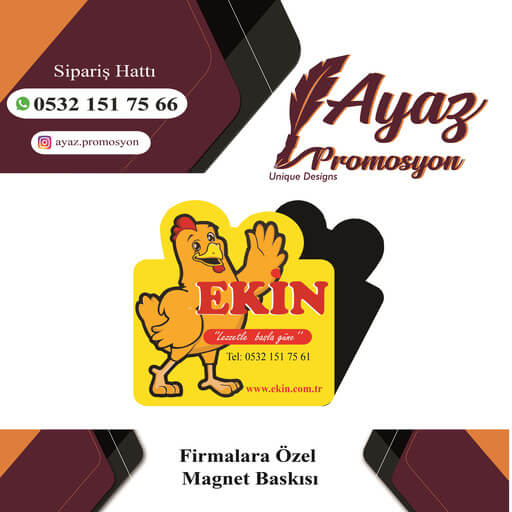 Sipariş Hattı
0532 151 75 66
ayaz.promosyon
Ayaz
Promosyon
Unique Designs
EKİN
"Lezzetle başla güne"
Tel: 0532 151 75 61
www.ekin.com.tr
Firmalara Özel
Magnet Baskısı